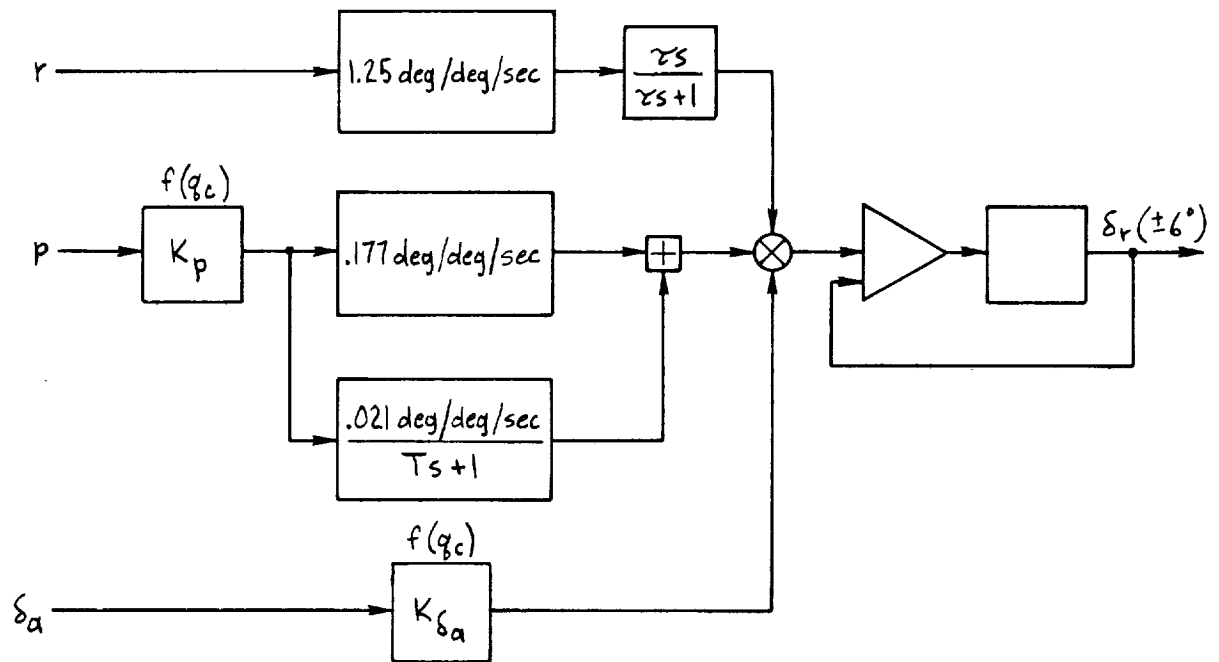 r
1.25 deg/deg/sec
τs
τs+1
f(q_c)
p
K_p
.177 deg/deg/sec
+
δ_r (±6°)
.021 deg/deg/sec
Ts+1
f(q_c)
δ_a
K_δ_a